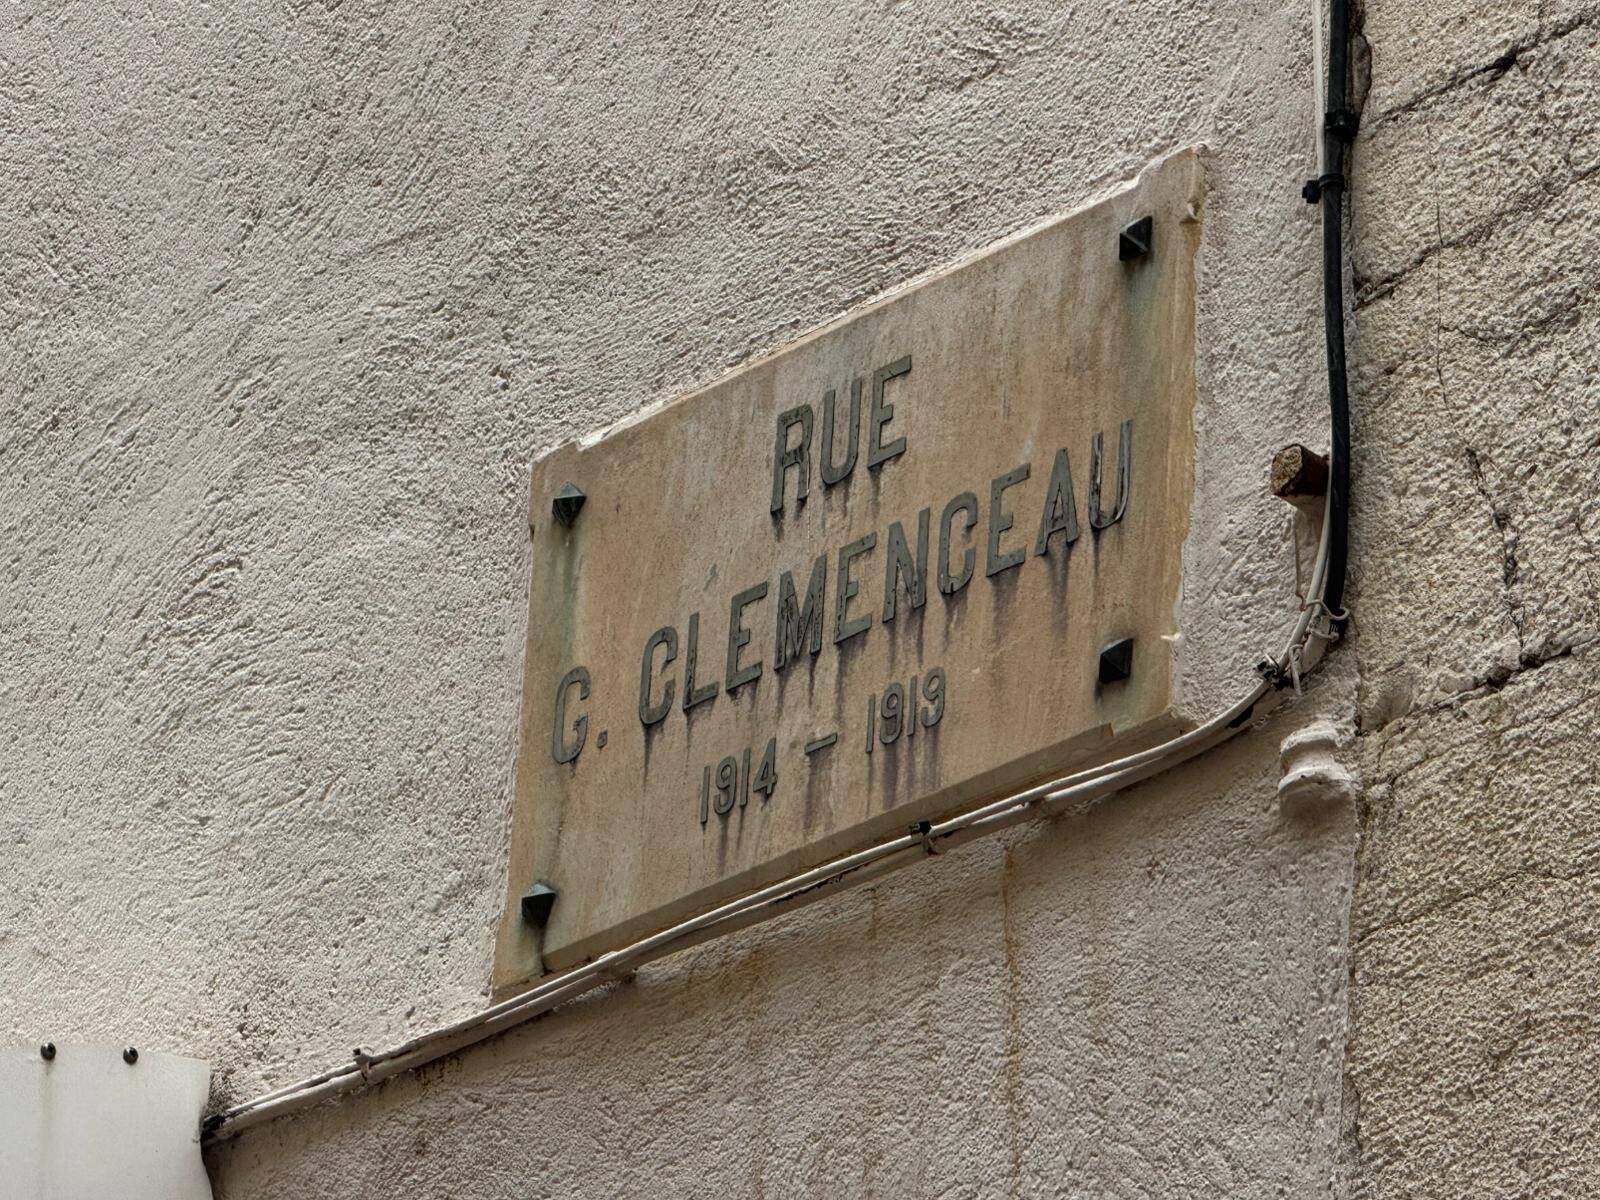 RUE
G. CLEMENCEAU
1914 - 1919